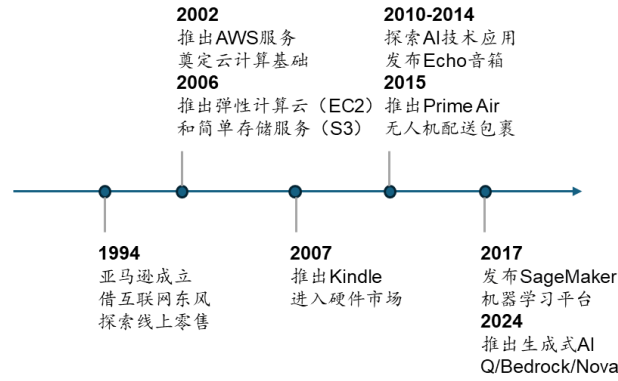 2002
推出AWS服务
奠定云计算基础
2006
推出弹性计算云（EC2）
和简单存储服务（S3）
2010-2014
探索AI技术应用
发布Echo音箱
2015
推出Prime Air
无人机配送包裹
1994
亚马逊成立
借互联网东风
探索线上零售
2007
推出Kindle
进入硬件市场
2017
发布SageMaker
机器学习平台
2024
推出生成式AI
Q/Bedrock/Nova